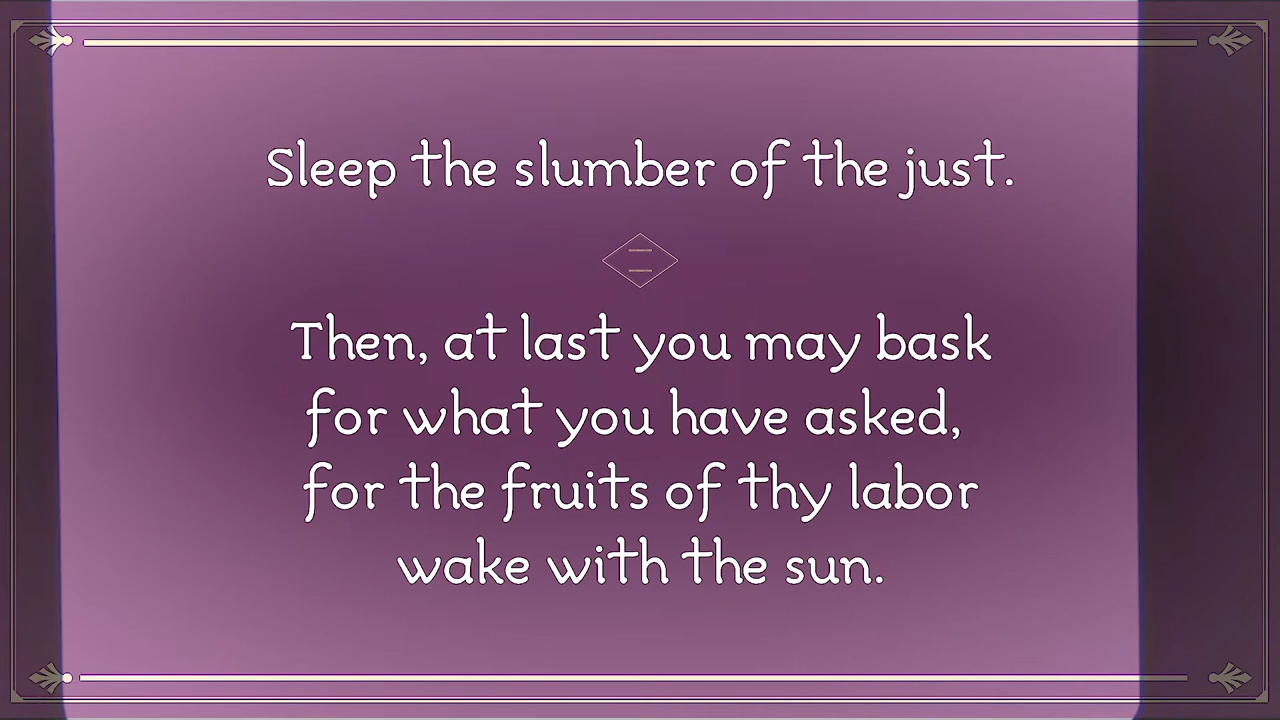 Sleep the slumber of the just.
Then, at last you may bask
for what you have asked,
for the fruits of thy labor
wake with the sun.